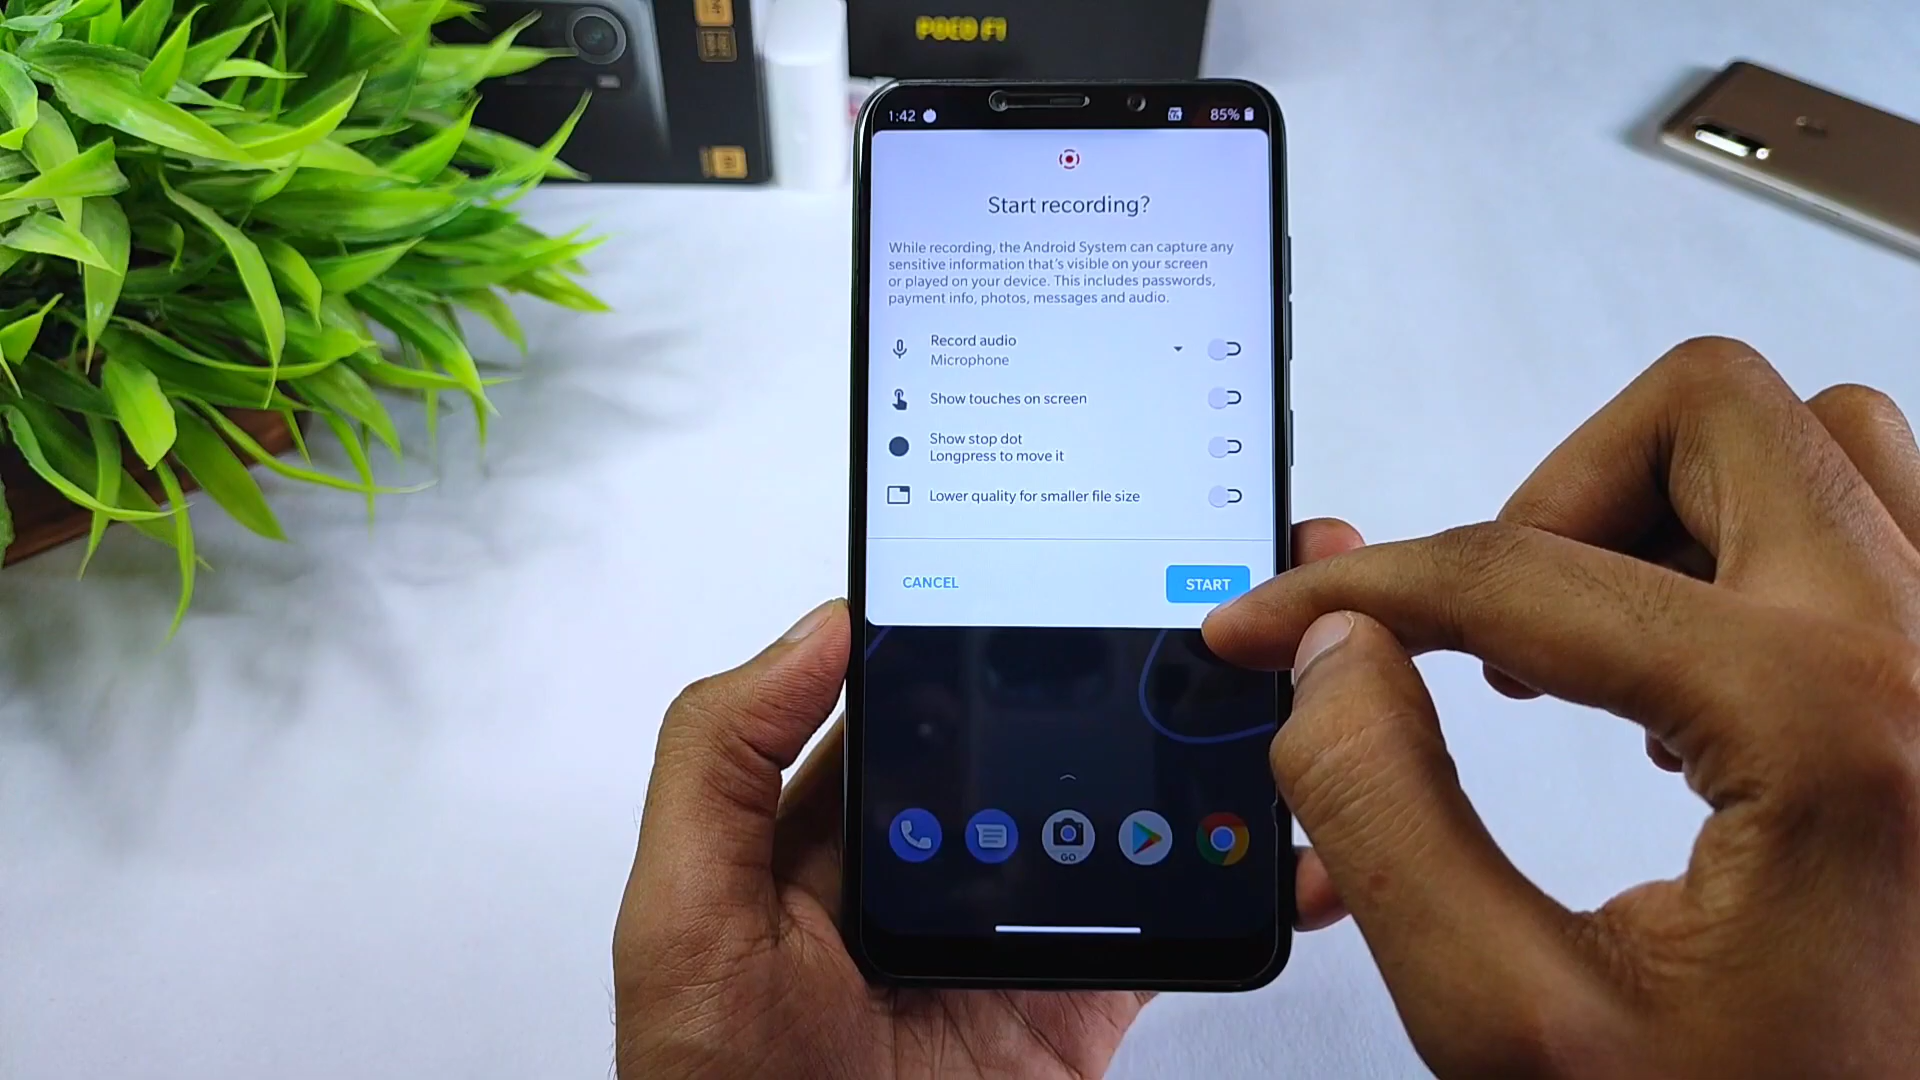 POCO F1
1:42
85%
Start recording?
While recording, the Android System can capture any
sensitive information that's visible on your screen
or played on your device. This includes passwords,
payment info, photos, messages and audio.
Record audio
Microphone
Show touches on screen
Show stop dot
Longpress to move it
Lower quality for smaller file size
CANCEL
START
GO